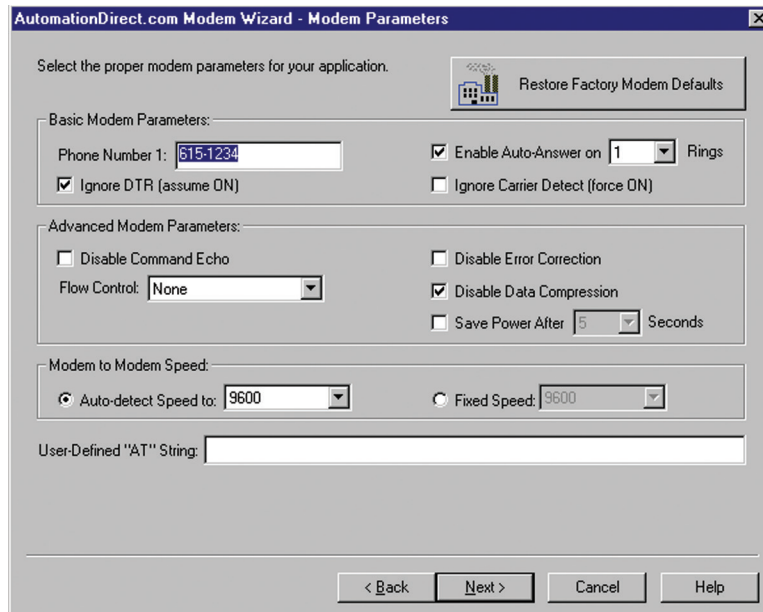 AutomationDirect.com Modem Wizard - Modem Parameters
Select the proper modem parameters for your application.
Restore Factory Modem Defaults
Basic Modem Parameters:
Phone Number 1: 615-1234
Enable Auto-Answer on 1 Rings
Ignore DTR (assume ON)
Ignore Carrier Detect (force ON)
Advanced Modem Parameters:
Disable Command Echo
Disable Error Correction
Flow Control: None
Disable Data Compression
Save Power After 5 Seconds
Modem to Modem Speed:
Auto-detect Speed to: 9600
Fixed Speed: 9600
User-Defined "AT" String:
< Back
Next >
Cancel
Help